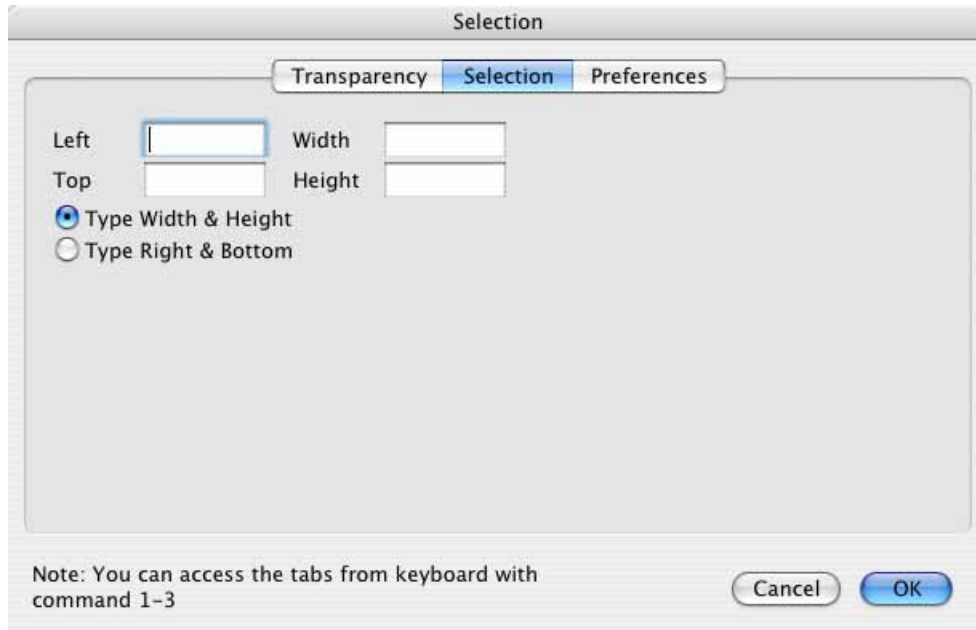 Selection
Transparency Selection Preferences
Left Width
Top Height
Type Width & Height
Type Right & Bottom
Note: You can access the tabs from keyboard with
command 1-3
Cancel OK